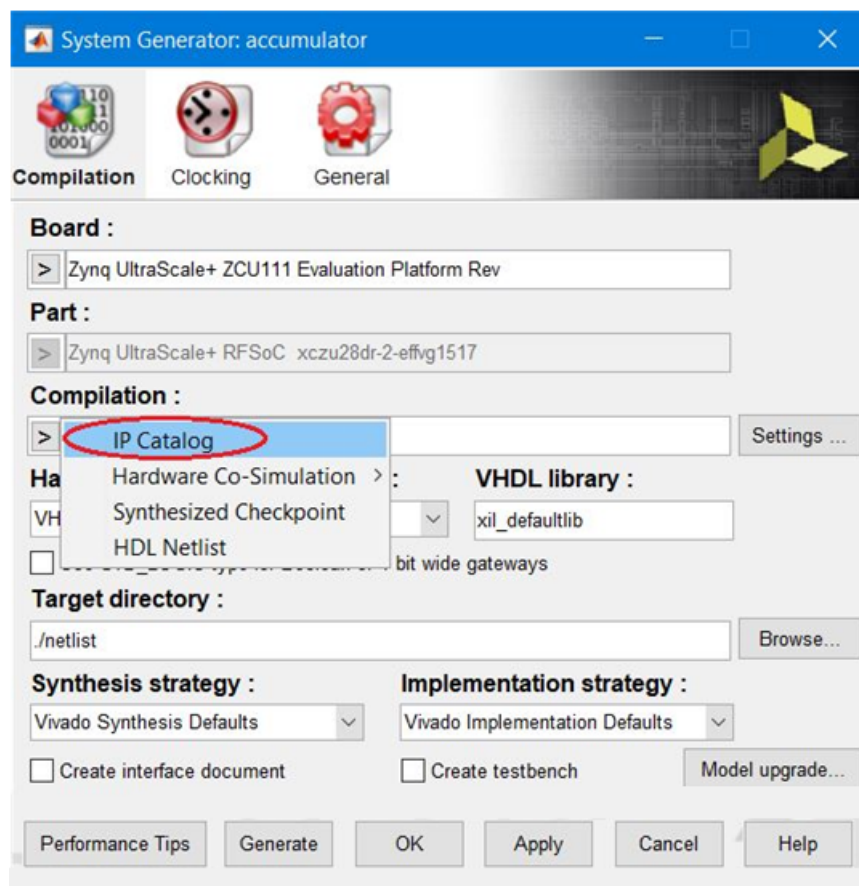 System Generator: accumulator
Compilation Clocking General
Board :
> Zynq UltraScale+ ZCU111 Evaluation Platform Rev
Part :
> Zynq UltraScale+ RFSoC xczu28dr-2-effvg1517
Compilation :
> IP Catalog Settings ...
Hardware Co-Simulation >
Ha : VHDL library :
Synthesized Checkpoint
VH xil_defaultlib
HDL Netlist
bit wide gateways
Target directory :
./netlist Browse...
Synthesis strategy : Implementation strategy :
Vivado Synthesis Defaults Vivado Implementation Defaults
Create interface document Create testbench Model upgrade...
Performance Tips Generate OK Apply Cancel Help